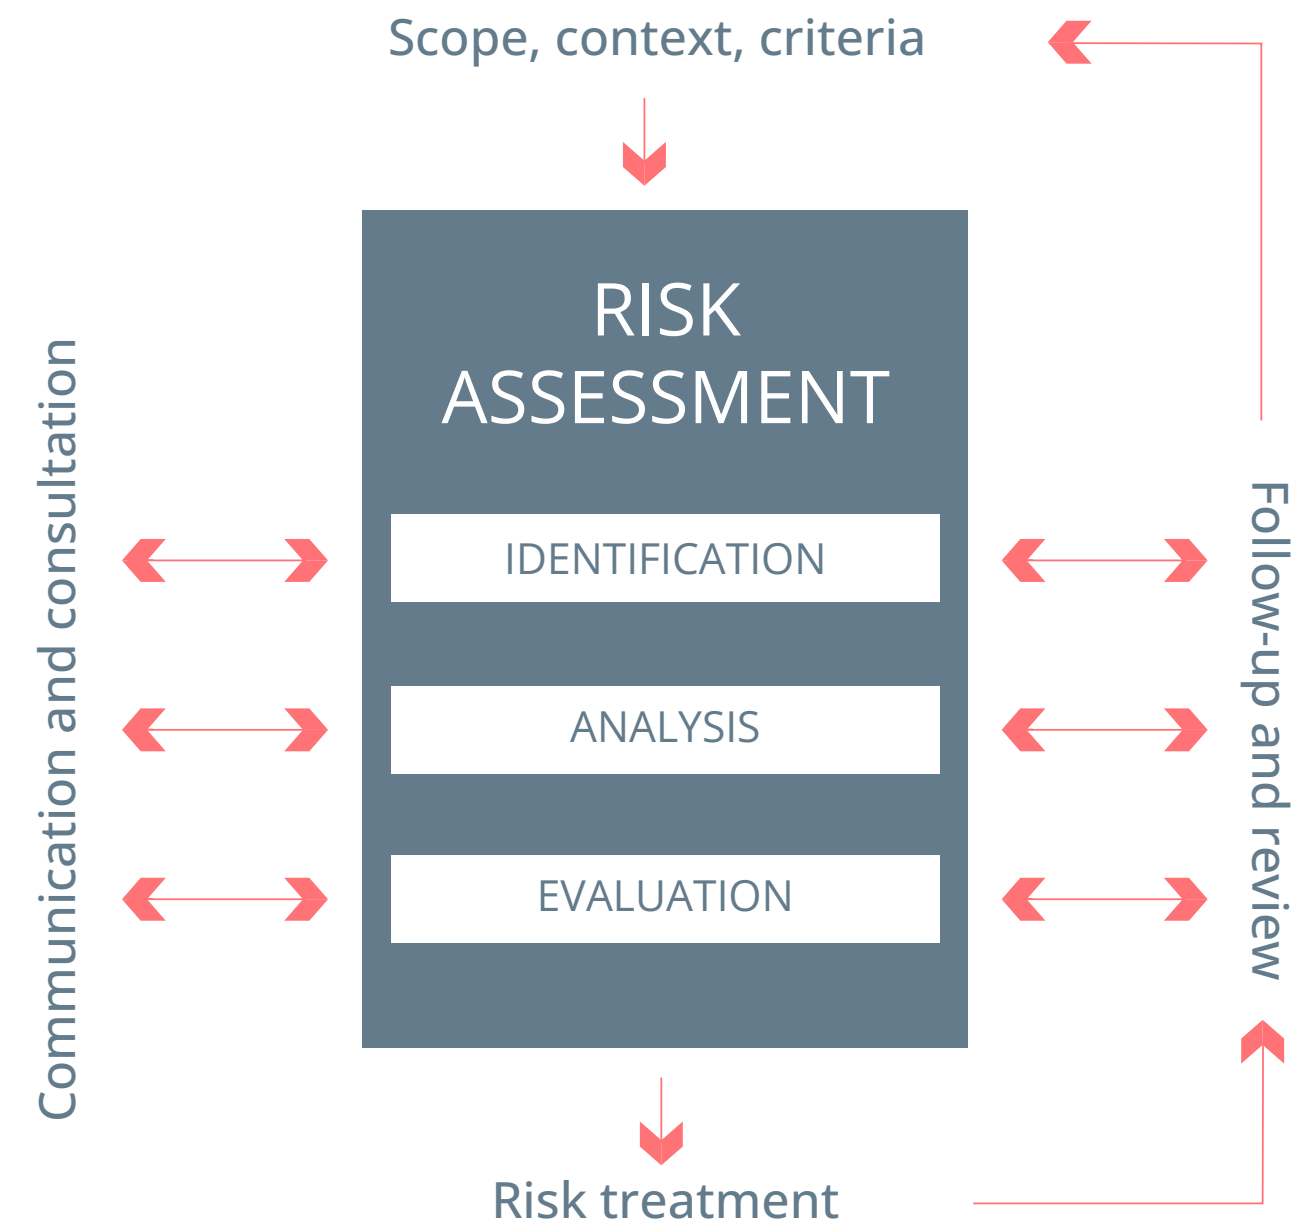 Scope, context, criteria
RISK
ASSESSMENT
Communication and consultation
IDENTIFICATION
ANALYSIS
EVALUATION
Follow-up and review
Risk treatment